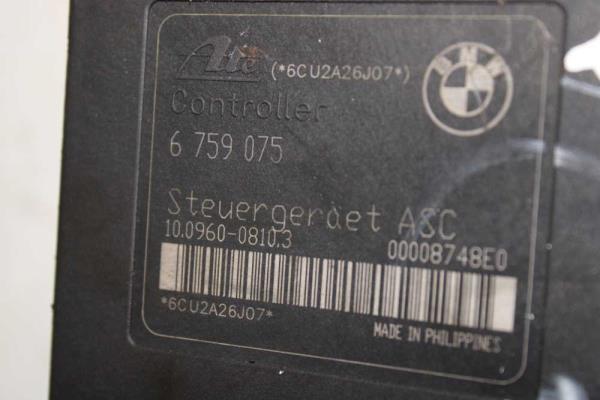 Ate (*6CU2A26J07*) BMW
Controller
6 759 075
Steuergeraet ASC
10.0960-0810.3 00008748E0
*6CU2A26J07*
MADE IN PHILIPPINES